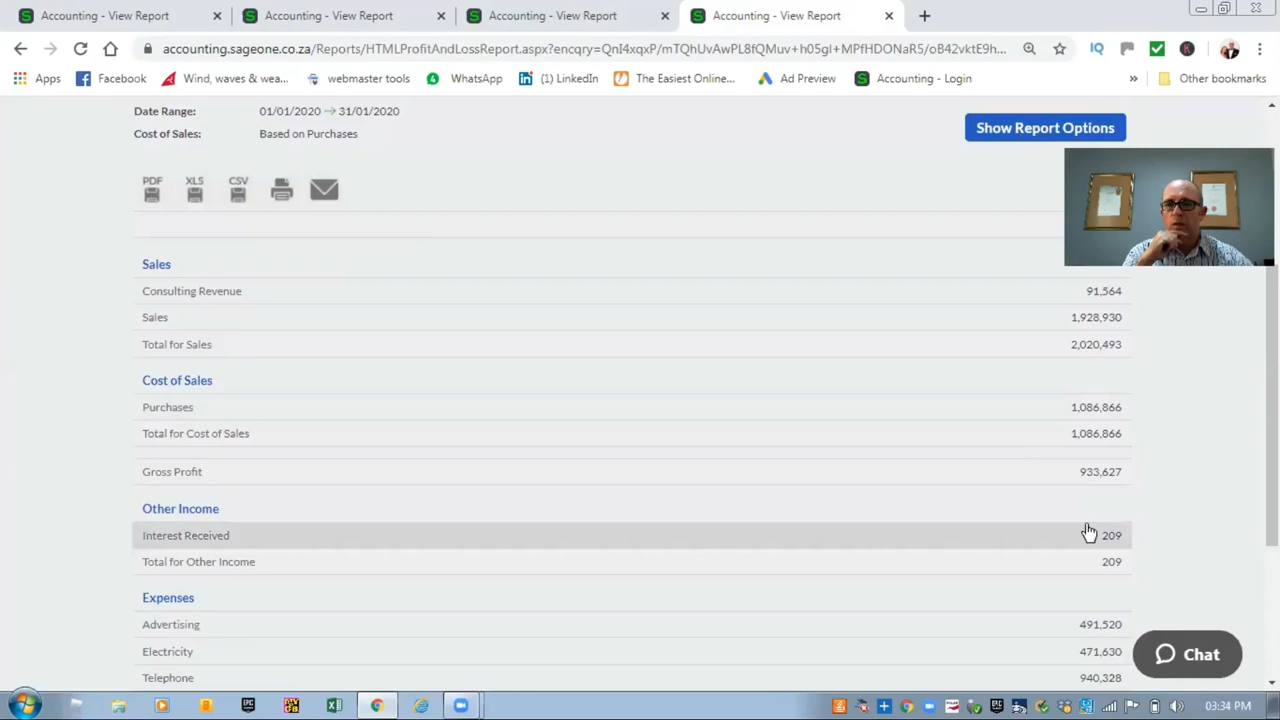 Accounting - View Report
Accounting - View Report
Accounting - View Report
Accounting - View Report
accounting.sageone.co.za/Reports/HTMLProfitAndLossReport.aspx?encqry=QnI4xqxP/mTQhUvAwPL8fQMuv+h05gI+MPfHDONaR5/oB42vktE9h...
Apps
Facebook
Wind, waves & wea...
webmaster tools
WhatsApp
(1) LinkedIn
The Easiest Online...
Ad Preview
Accounting - Login
»
Other bookmarks
Date Range: 01/01/2020 → 31/01/2020
Cost of Sales: Based on Purchases
Show Report Options
PDF XLS CSV
Sales
Consulting Revenue 91,564
Sales 1,928,930
Total for Sales 2,020,493
Cost of Sales
Purchases 1,086,866
Total for Cost of Sales 1,086,866
Gross Profit 933,627
Other Income
Interest Received 209
Total for Other Income 209
Expenses
Advertising 491,520
Electricity 471,630
Telephone 940,328
Chat
03:34 PM